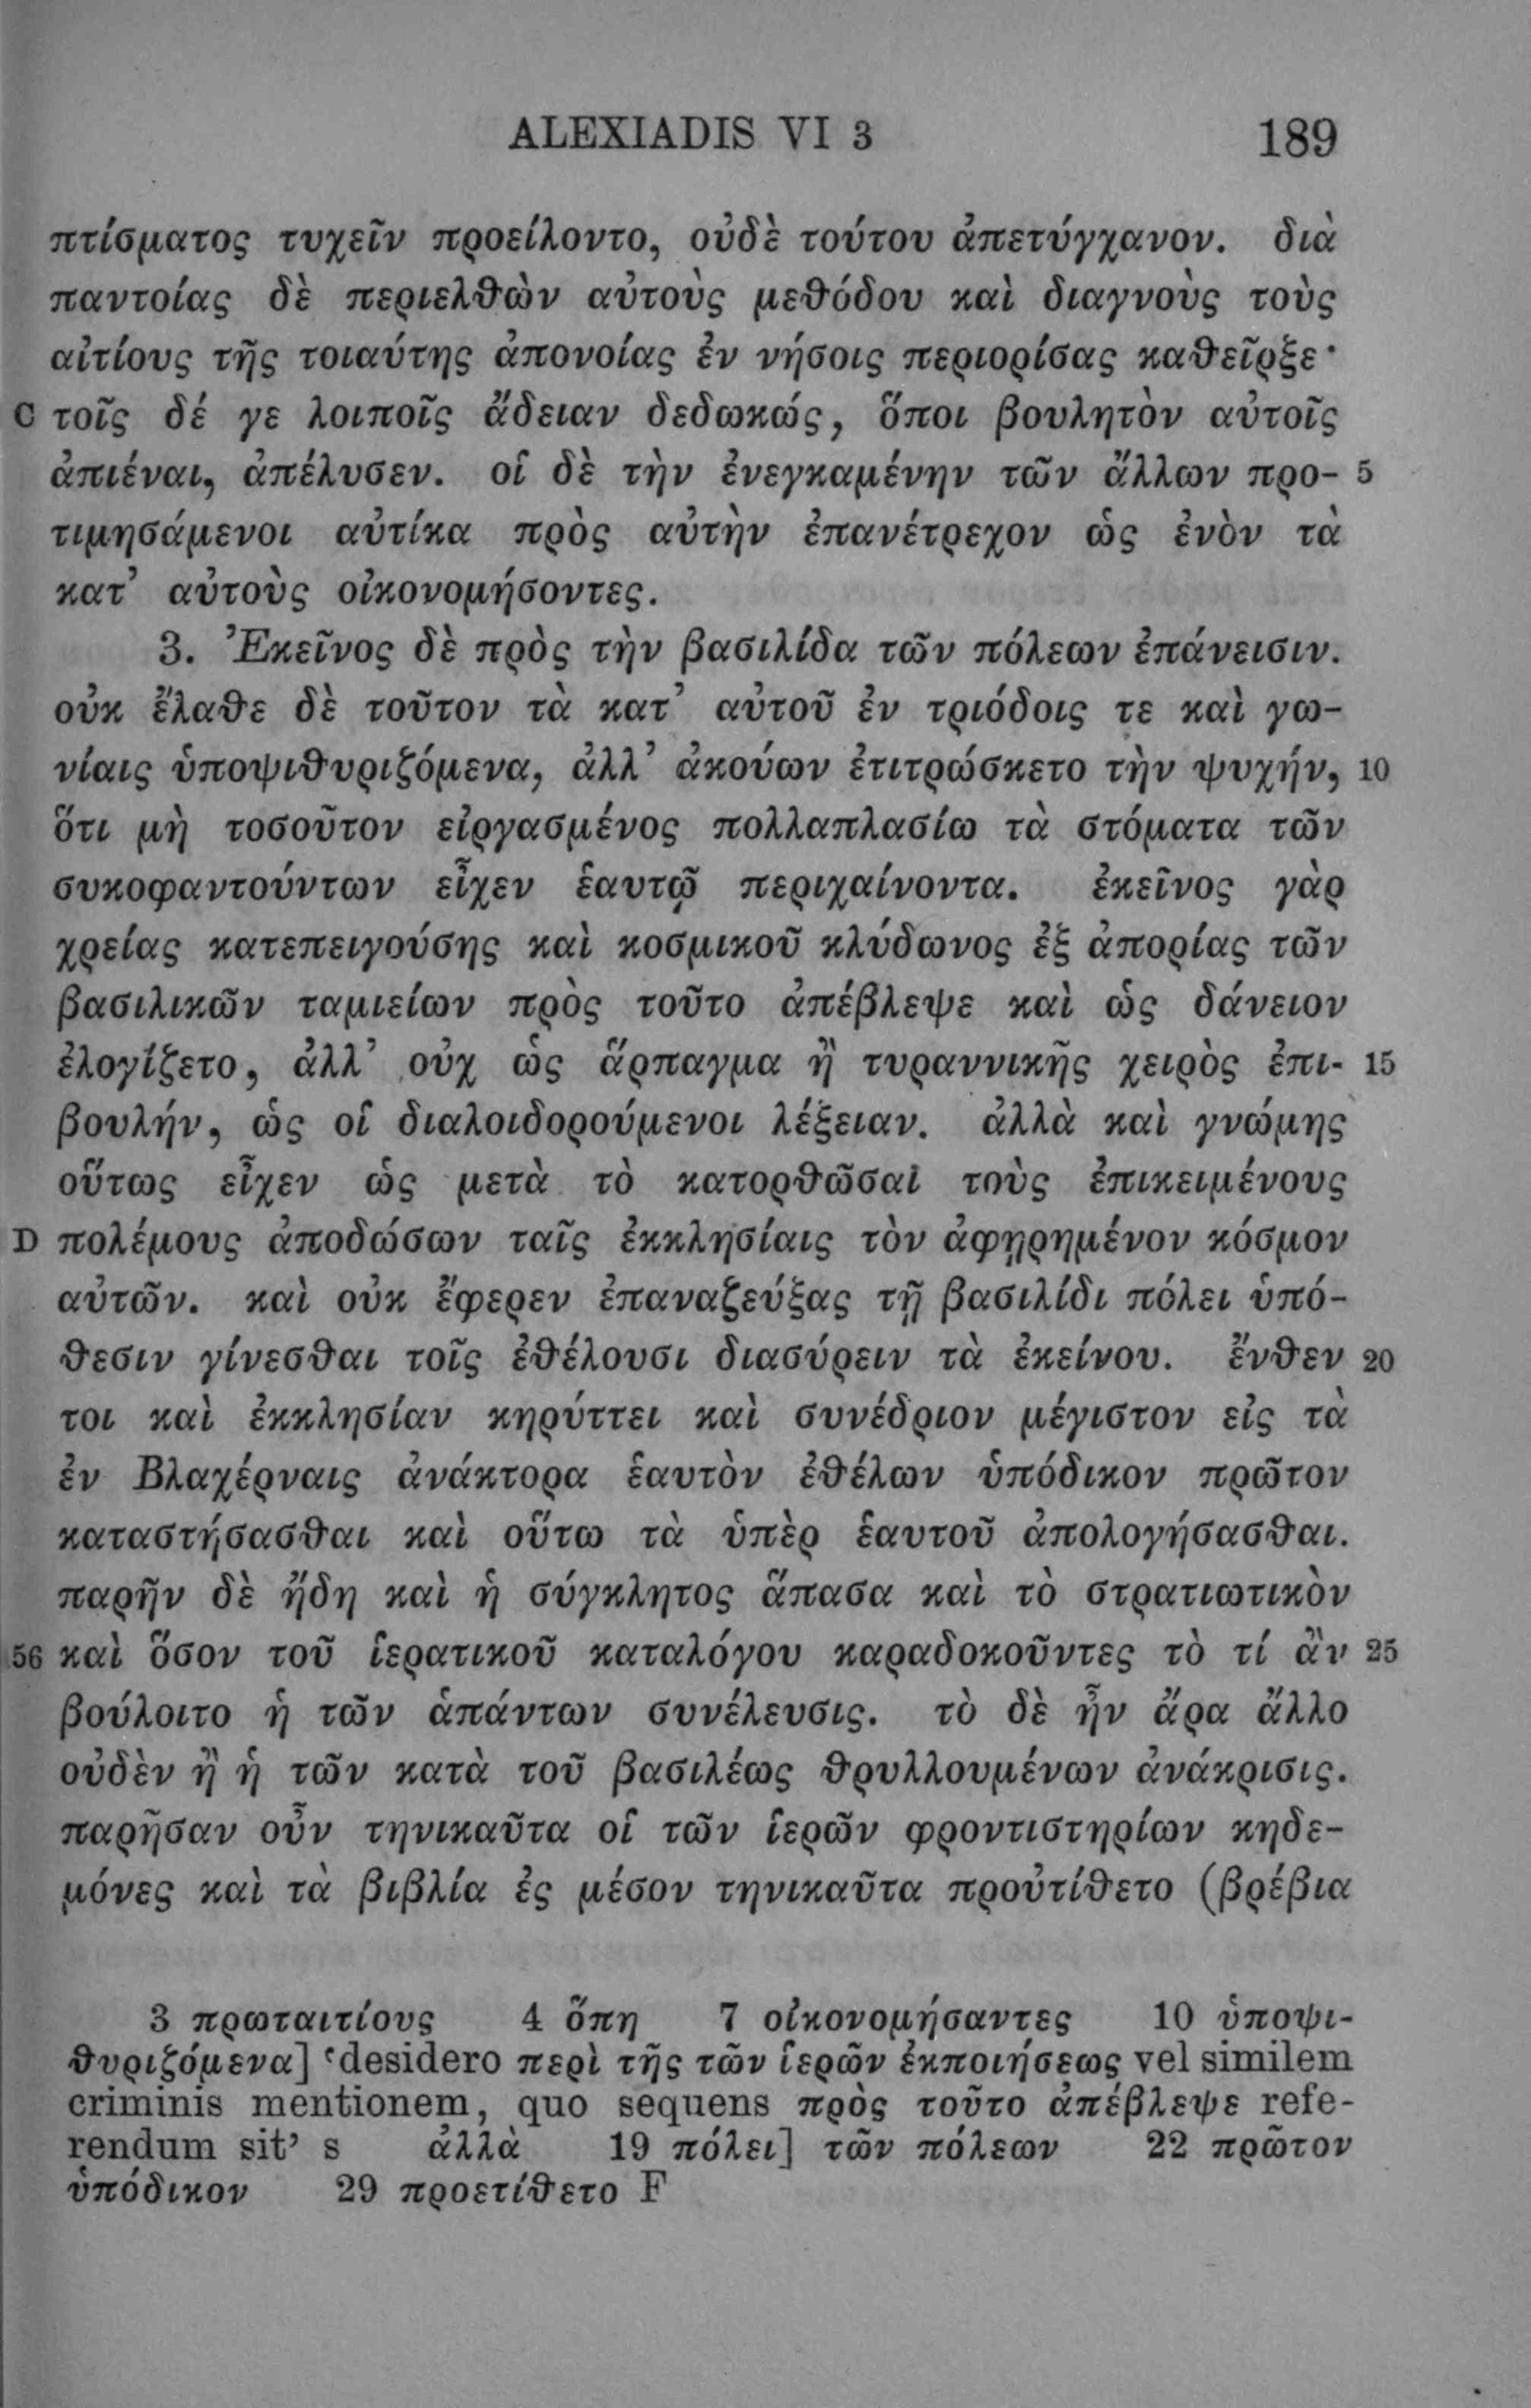 ALEXIADIS VI 3 189
πτίσματος τυχεῖν προείλοντο, οὐδὲ τούτου ἀπετύγχανον. διὰ
παντοίας δὲ περιελθὼν αὐτοὺς μεθόδου καὶ διαγνοὺς τοὺς
αἰτίους τῆς τοιαύτης ἀπονοίας ἐν νήσοις περιορίσας καθεῖρξε·
C τοῖς δέ γε λοιποῖς ἄδειαν δεδωκώς, ὅποι βουλητὸν αὐτοῖς
ἀπιέναι, ἀπέλυσεν. οἱ δὲ τὴν ἐνεγκαμένην τῶν ἄλλων προ- 5
τιμησάμενοι αὐτίκα πρὸς αὐτὴν ἐπανέτρεχον ὡς ἐνὸν τὰ
κατ’ αὐτοὺς οἰκονομήσοντες.
3. Ἐκεῖνος δὲ πρὸς τὴν βασιλίδα τῶν πόλεων ἐπάνεισιν.
οὐκ ἔλαθε δὲ τοῦτον τὰ κατ’ αὐτοῦ ἐν τριόδοις τε καὶ γω-
νίαις ὑποψιθυριζόμενα, ἀλλ’ ἀκούων ἐτιτρώσκετο τὴν ψυχήν, 10
ὅτι μὴ τοσοῦτον εἰργασμένος πολλαπλασίω τὰ στόματα τῶν
συκοφαντούντων εἶχεν ἑαυτῷ περιχαίνοντα. ἐκεῖνος γὰρ
χρείας κατεπειγούσης καὶ κοσμικοῦ κλύδωνος ἐξ ἀπορίας τῶν
βασιλικῶν ταμιείων πρὸς τοῦτο ἀπέβλεψε καὶ ὡς δάνειον
ἐλογίζετο, ἀλλ’ οὐχ ὡς ἅρπαγμα ἢ τυραννικῆς χειρὸς ἐπι- 15
βουλήν, ὡς οἱ διαλοιδορούμενοι λέξειαν. ἀλλὰ καὶ γνώμης
οὕτως εἶχεν ὡς μετὰ τὸ κατορθῶσαι τοὺς ἐπικειμένους
D πολέμους ἀποδώσων ταῖς ἐκκλησίαις τὸν ἀφῃρημένον κόσμον
αὐτῶν. καὶ οὐκ ἔφερεν ἐπαναζεύξας τῇ βασιλίδι πόλει ὑπό-
θεσιν γίνεσθαι τοῖς ἐθέλουσι διασύρειν τὰ ἐκείνου. ἔνθεν 20
τοι καὶ ἐκκλησίαν κηρύττει καὶ συνέδριον μέγιστον εἰς τὰ
ἐν Βλαχέρναις ἀνάκτορα ἑαυτὸν ἐθέλων ὑπόδικον πρῶτον
καταστήσασθαι καὶ οὕτω τὰ ὑπὲρ ἑαυτοῦ ἀπολογήσασθαι.
παρῆν δὲ ἤδη καὶ ἡ σύγκλητος ἅπασα καὶ τὸ στρατιωτικὸν
56 καὶ ὅσον τοῦ ἱερατικοῦ καταλόγου καραδοκοῦντες τὸ τί ἂν 25
βούλοιτο ἡ τῶν ἁπάντων συνέλευσις. τὸ δὲ ἦν ἄρα ἄλλο
οὐδὲν ἢ ἡ τῶν κατὰ τοῦ βασιλέως θρυλλουμένων ἀνάκρισις.
παρῆσαν οὖν τηνικαῦτα οἱ τῶν ἱερῶν φροντιστηρίων κηδε-
μόνες καὶ τὰ βιβλία ἐς μέσον τηνικαῦτα προὐτίθετο (βρέβια
3 πρωταιτίους 4 ὅπη 7 οἰκονομήσαντες 10 ὑποψι-
θυριζόμενα] ‘desidero περὶ τῆς τῶν ἱερῶν ἐκποιήσεως vel similem
criminis mentionem, quo sequens πρὸς τοῦτο ἀπέβλεψε refe-
rendum sit’ s ἀλλὰ 19 πόλει] τῶν πόλεων 22 πρῶτον
ὑπόδικον 29 προετίθετο F